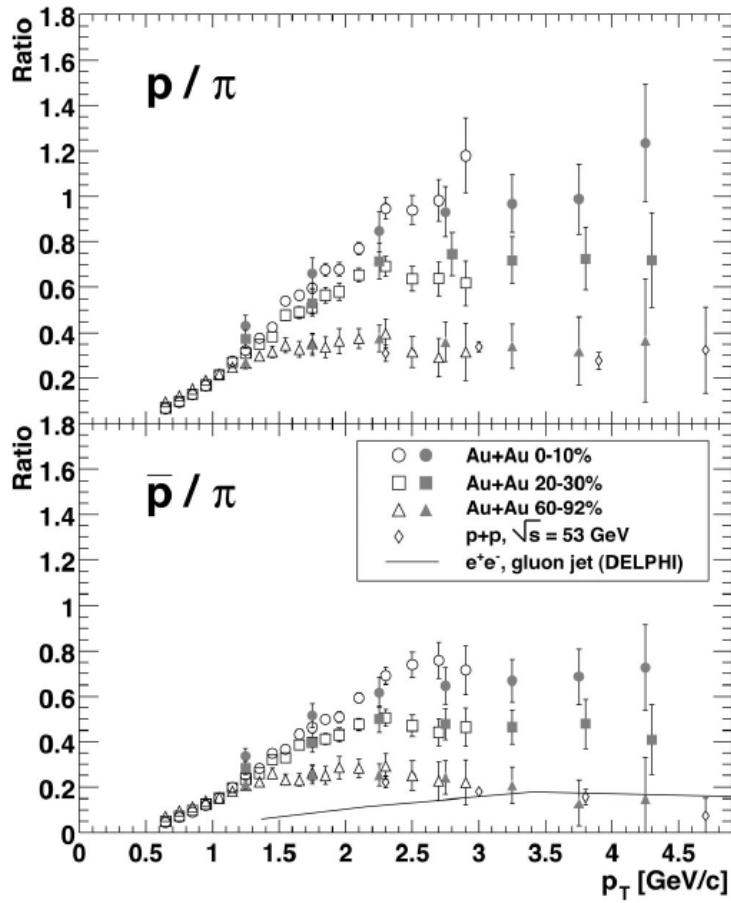 Ratio
p / π
1.8
1.6
1.4
1.2
1
0.8
0.6
0.4
0.2
Ratio
p̅ / π
1.8
1.6
1.4
1.2
1
0.8
0.6
0.4
0.2
0
Au+Au 0-10%
Au+Au 20-30%
Au+Au 60-92%
p+p, √s = 53 GeV
e⁺e⁻, gluon jet (DELPHI)
0 0.5 1 1.5 2 2.5 3 3.5 4 4.5
p_T [GeV/c]